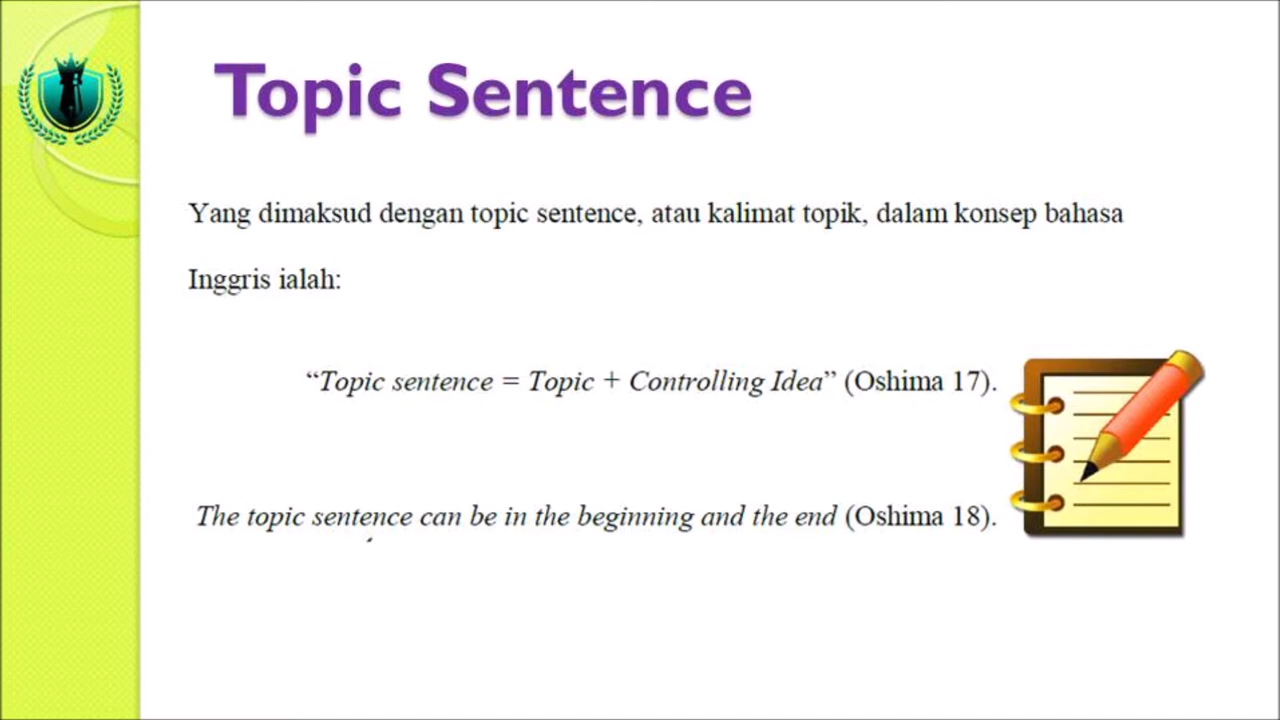 Topic Sentence
Yang dimaksud dengan topic sentence, atau kalimat topik, dalam konsep bahasa
Inggris ialah:
“Topic sentence = Topic + Controlling Idea” (Oshima 17).
The topic sentence can be in the beginning and the end (Oshima 18).